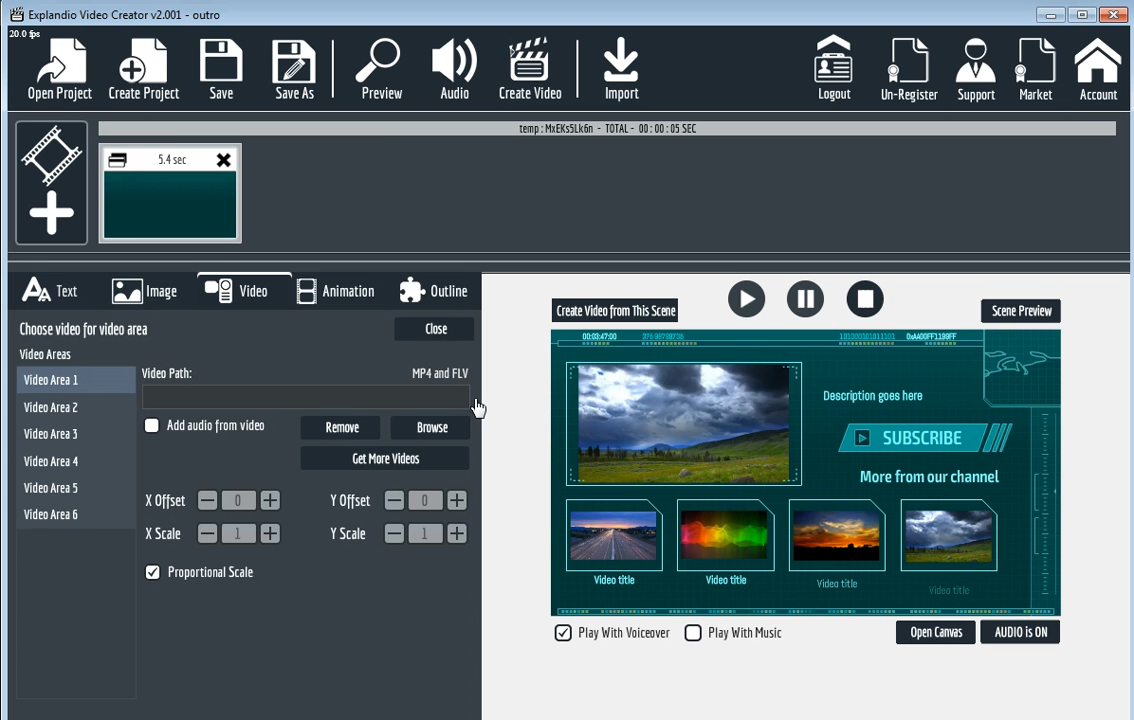 Explandio Video Creator v2.001 - outro
20.0 fps
Open Project
Create Project
Save
Save As
Preview
Audio
Create Video
Import
Logout
Un-Register
Support
Market
Account
temp : MxEKs5Lk6n - TOTAL - 00 : 00 : 05 SEC
5.4 sec
Text
Image
Video
Animation
Outline
Choose video for video area
Close
Video Areas
Video Area 1
Video Area 2
Video Area 3
Video Area 4
Video Area 5
Video Area 6
Video Path:
MP4 and FLV
Add audio from video
Remove
Browse
Get More Videos
X Offset
0
Y Offset
0
X Scale
1
Y Scale
1
Proportional Scale
Create Video from This Scene
Scene Preview
00:03:47:00
0xAA00FF1199FF
Description goes here
SUBSCRIBE
More from our channel
Video title
Video title
Video title
Video title
Play With Voiceover
Play With Music
Open Canvas
AUDIO is ON